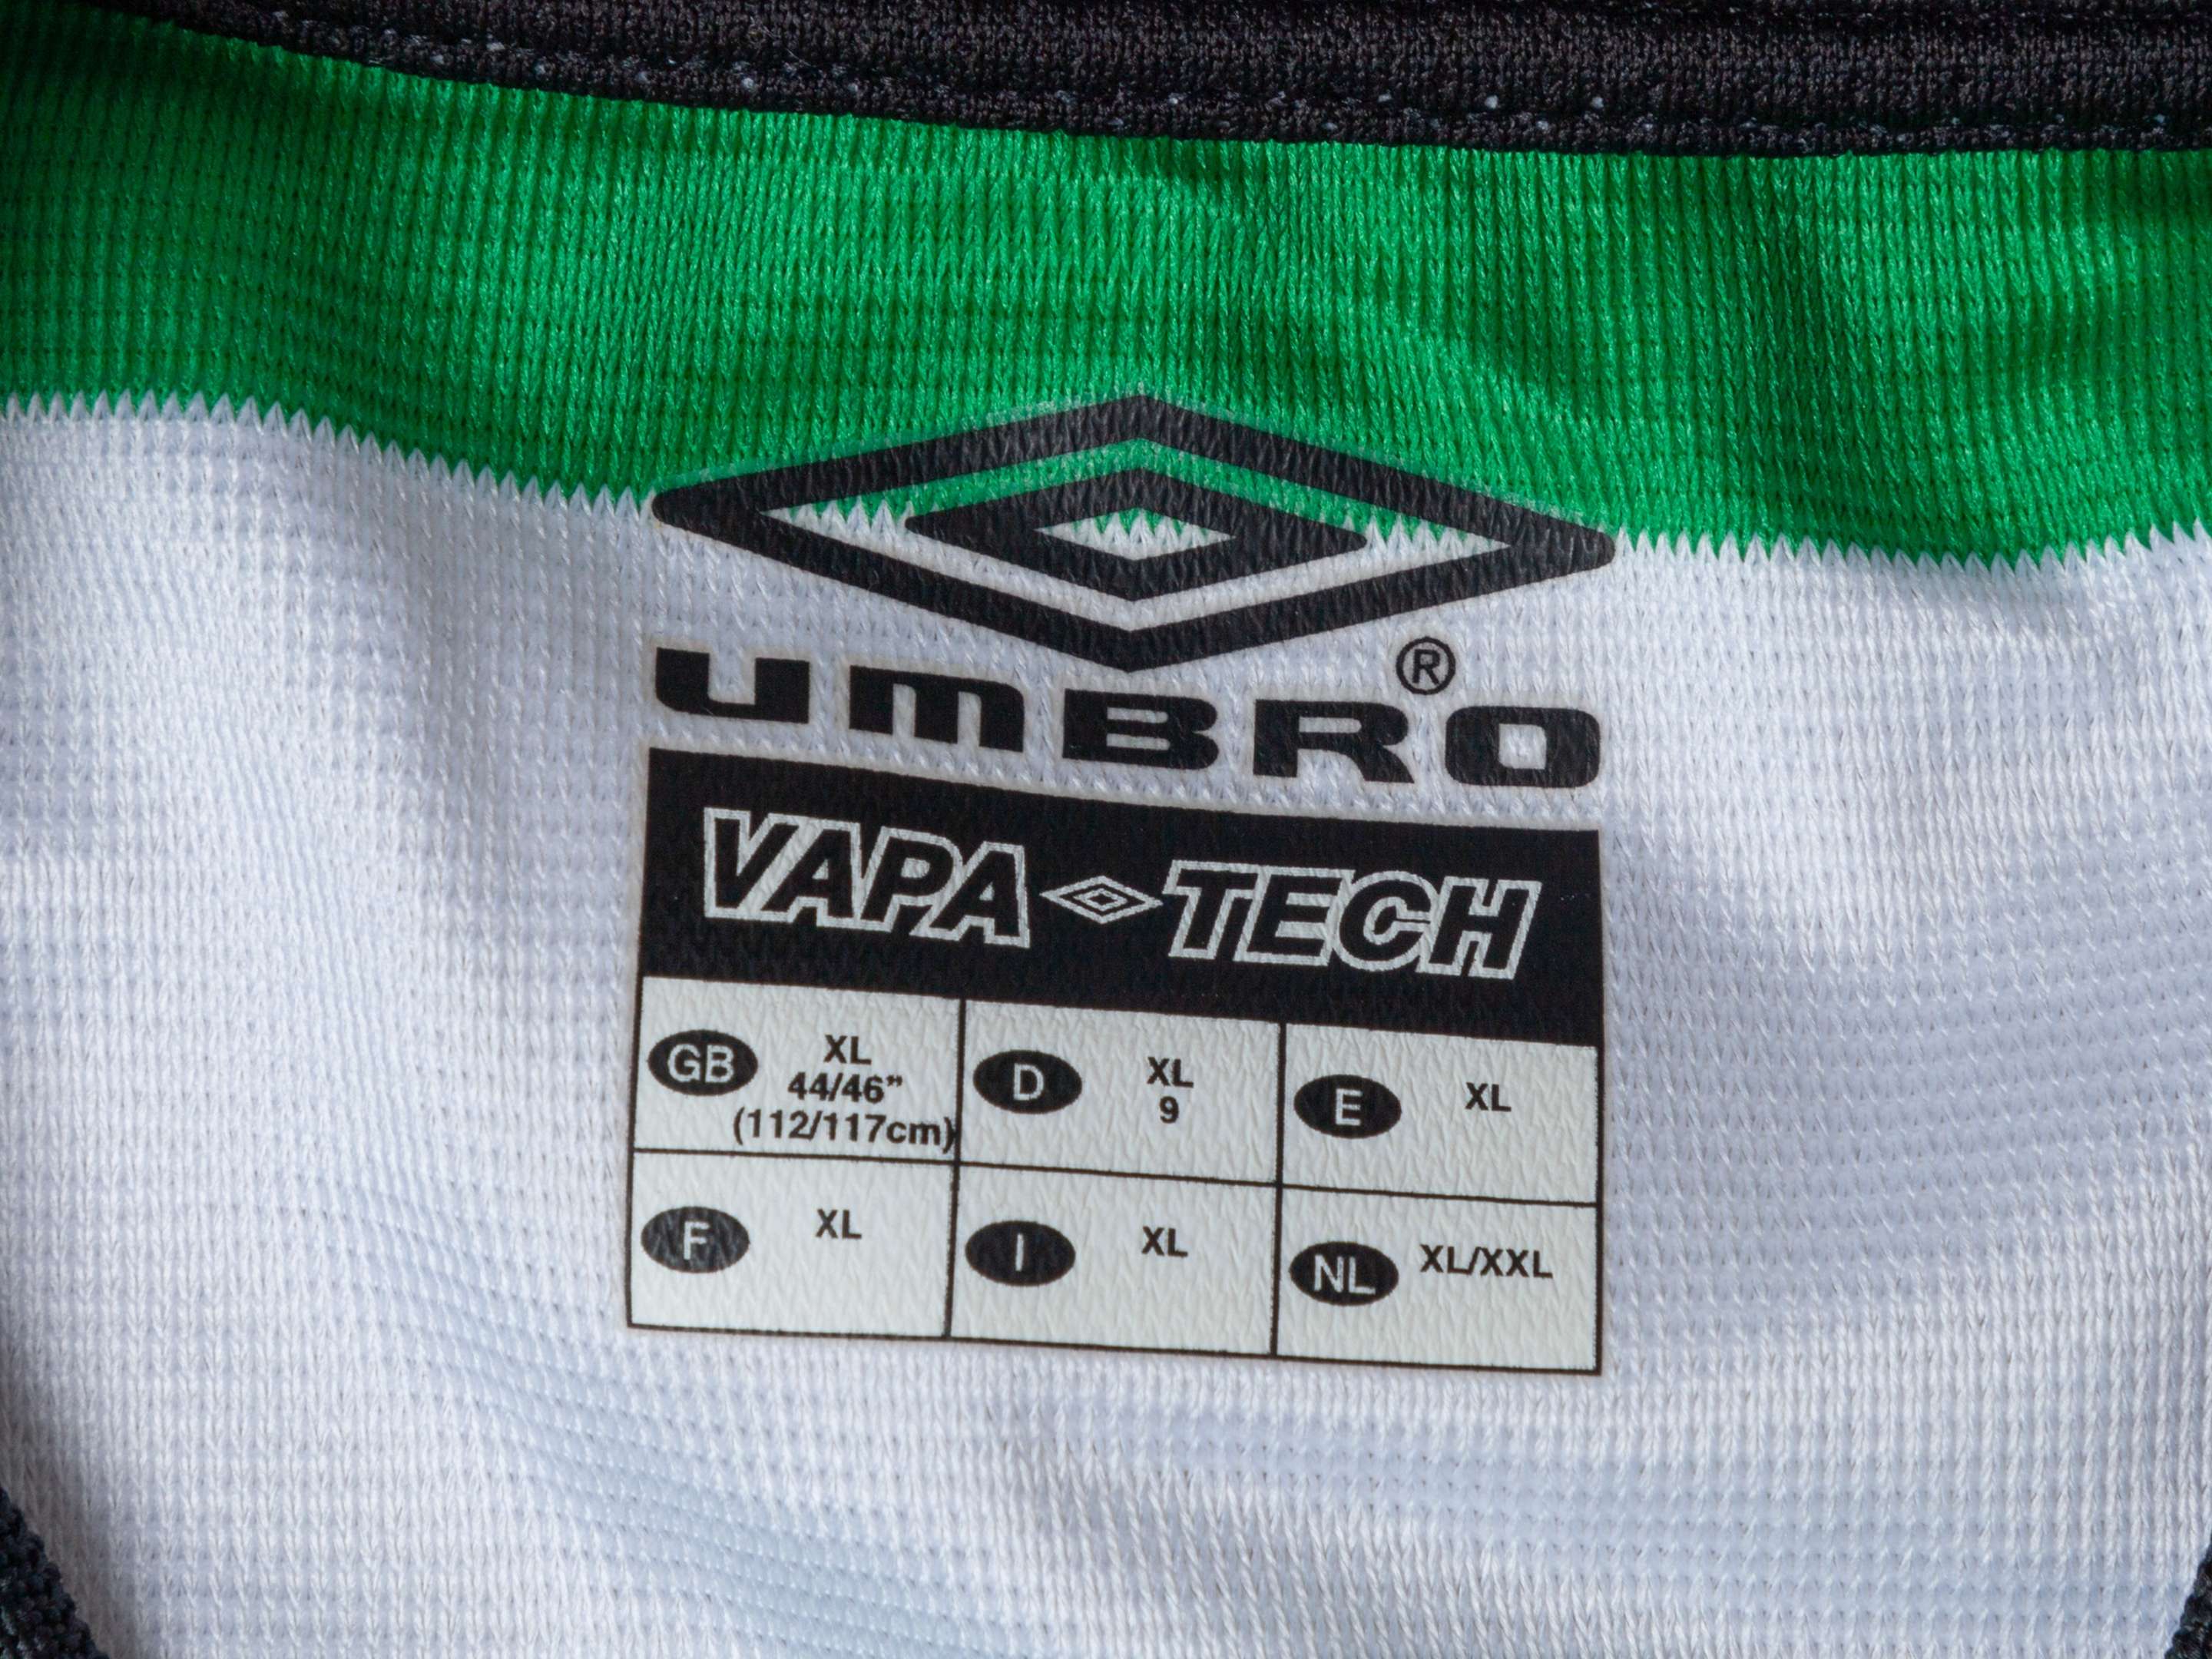 UMBRO®
VAPA TECH
GB XL
44/46”
(112/117cm)
D XL
9
E XL
F XL
I XL
NL XL/XXL